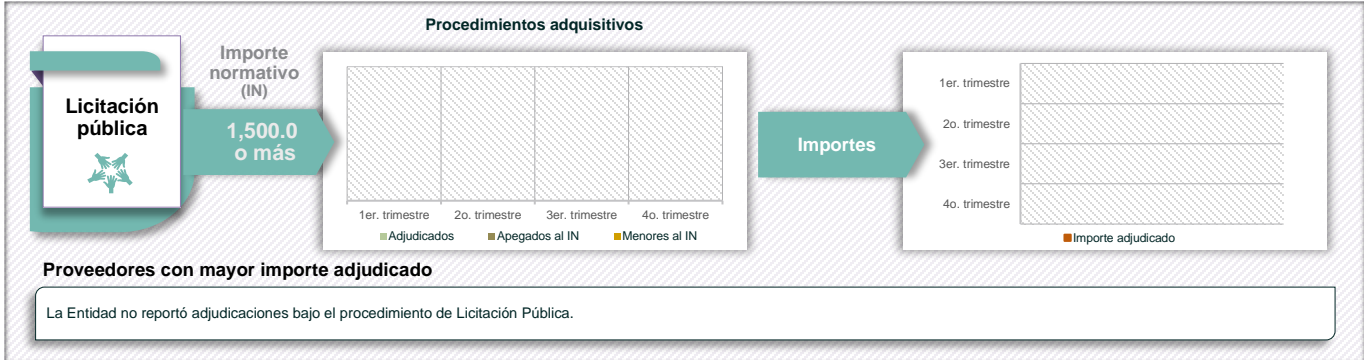 Procedimientos adquisitivos
Licitación
pública
Importe
normativo
(IN)
1,500.0
o más
1er. trimestre 2o. trimestre 3er. trimestre 4o. trimestre
Adjudicados Apegados al IN Menores al IN
Importes
1er. trimestre
2o. trimestre
3er. trimestre
4o. trimestre
Importe adjudicado
Proveedores con mayor importe adjudicado
La Entidad no reportó adjudicaciones bajo el procedimiento de Licitación Pública.